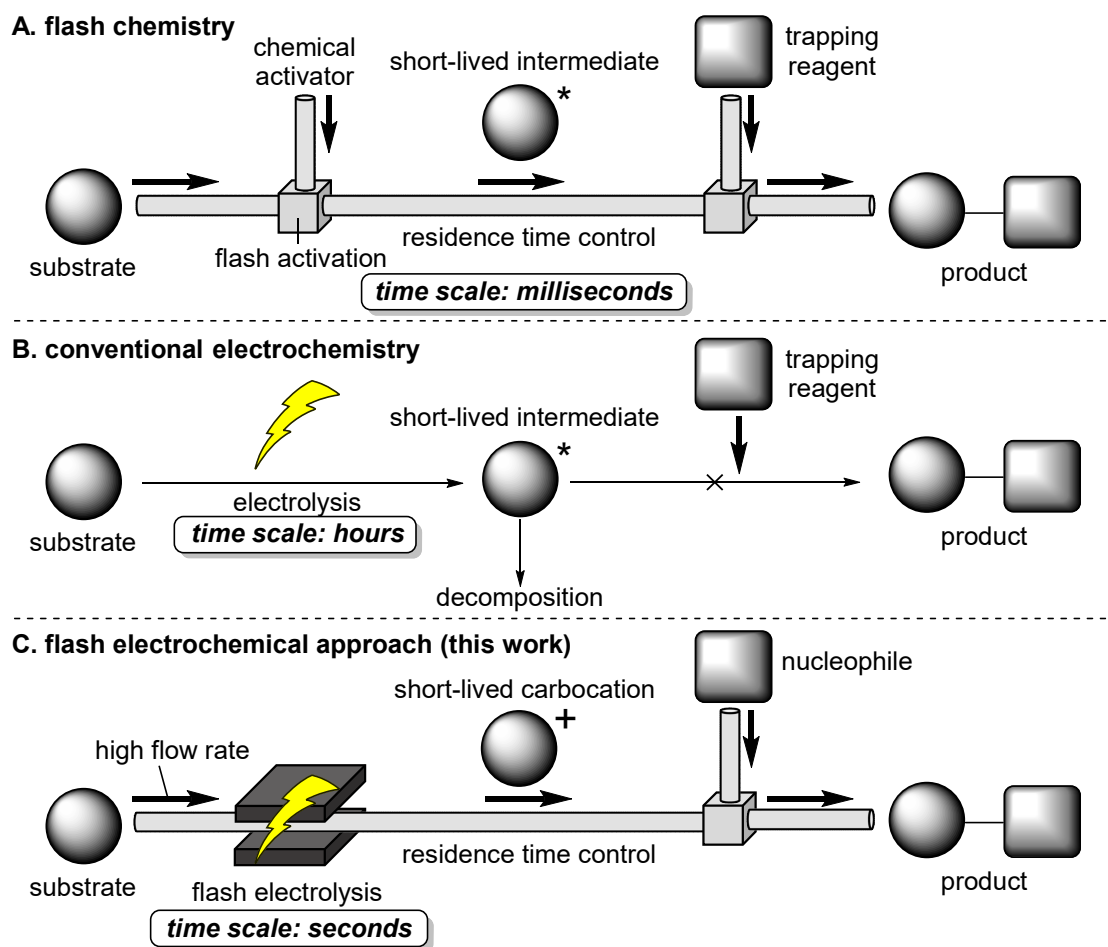 A. flash chemistry
chemical
activator
short-lived intermediate
*
trapping
reagent
substrate
flash activation
residence time control
time scale: milliseconds
product
B. conventional electrochemistry
trapping
reagent
short-lived intermediate
*
electrolysis
time scale: hours
substrate
product
decomposition
C. flash electrochemical approach (this work)
nucleophile
short-lived carbocation
+
high flow rate
residence time control
substrate
flash electrolysis
time scale: seconds
product